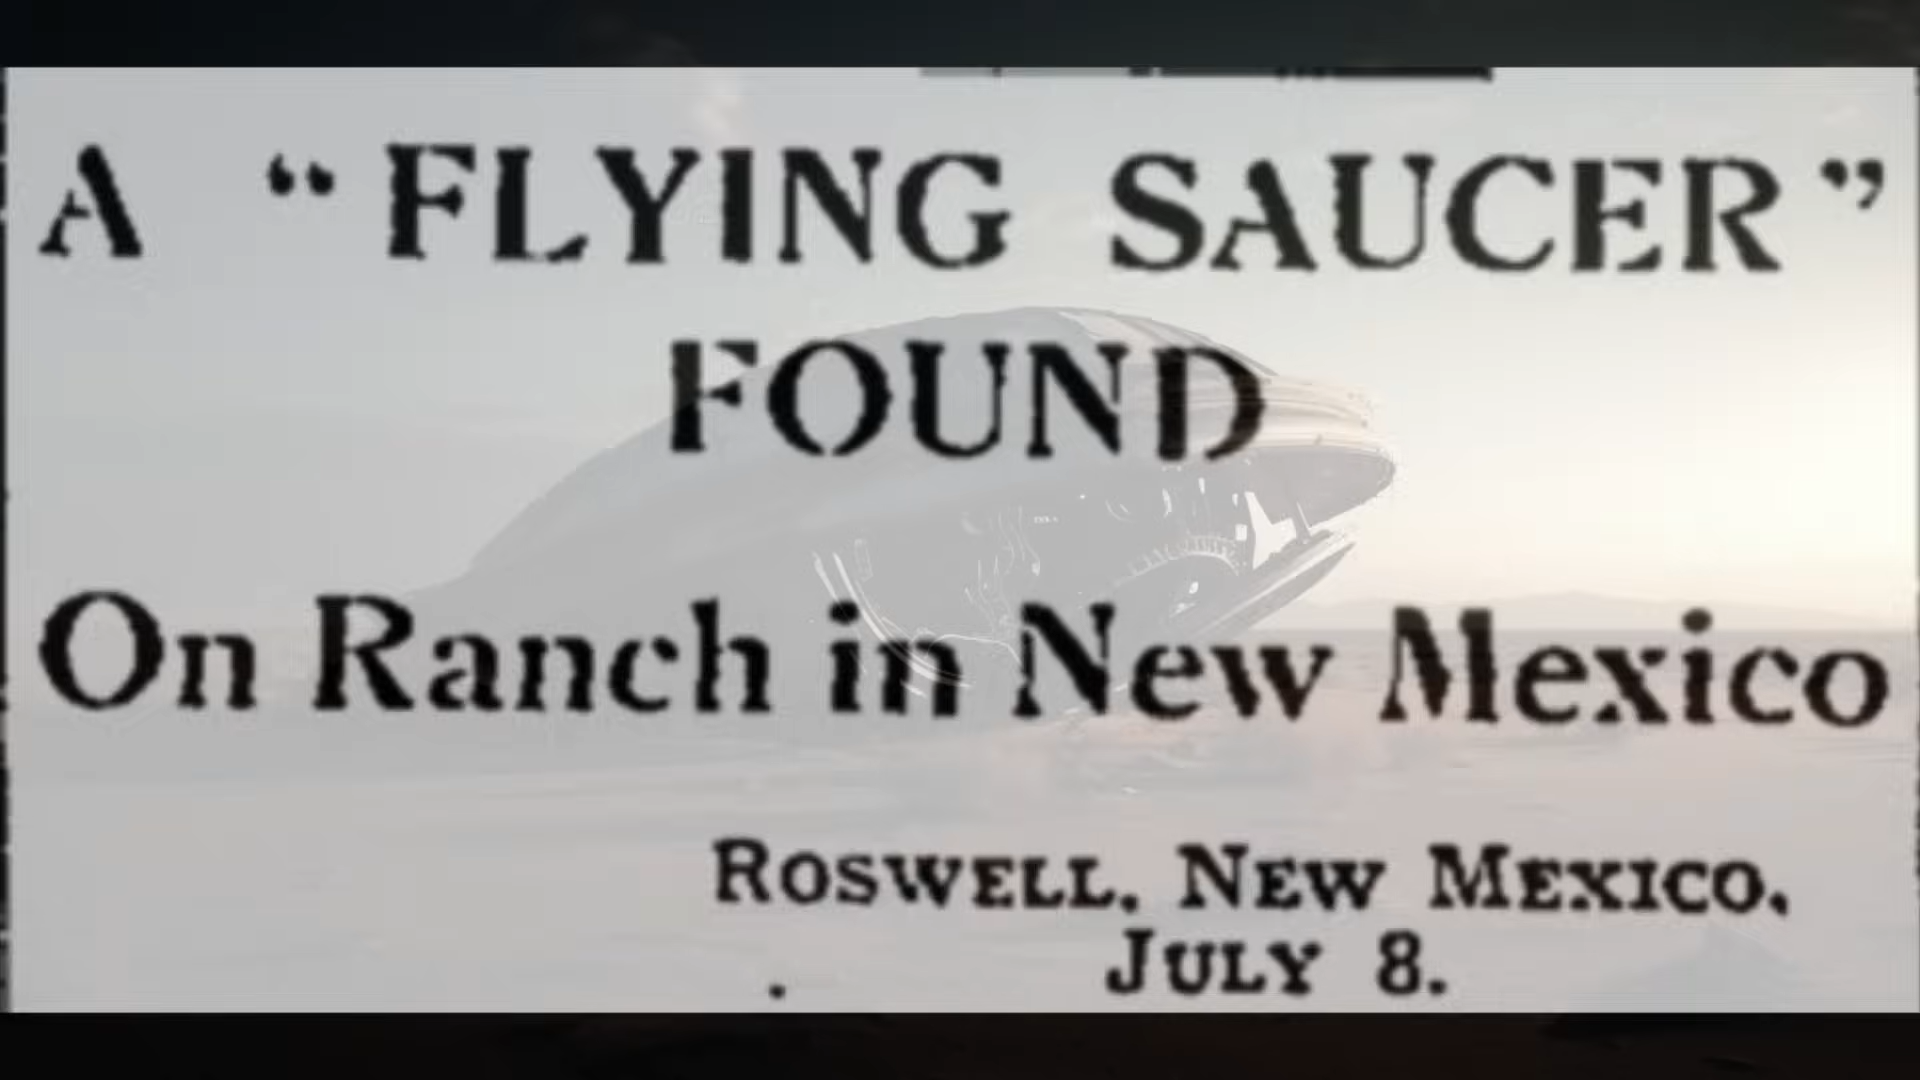 A “FLYING SAUCER”
FOUND
On Ranch in New Mexico
ROSWELL, NEW MEXICO,
JULY 8.